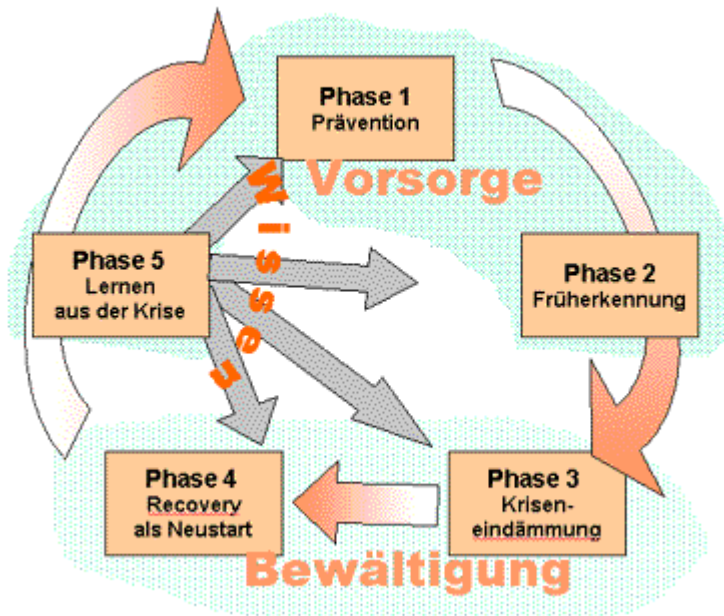 Phase 1
Prävention
Vorsorge
Wissen
Phase 2
Früherkennung
Phase 5
Lernen
aus der Krise
Phase 4
Recovery
als Neustart
Phase 3
Krisen-
eindämmung
Bewältigung